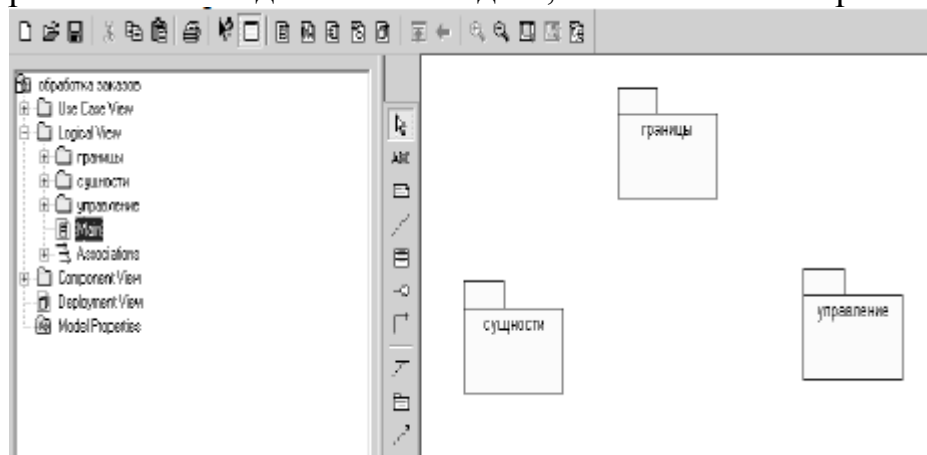 обработка заказов
Use Case View
Logical View
границы
сущности
управление
Main
Associations
Component View
Deployment View
Model Properties
ABC
границы
сущности
управление